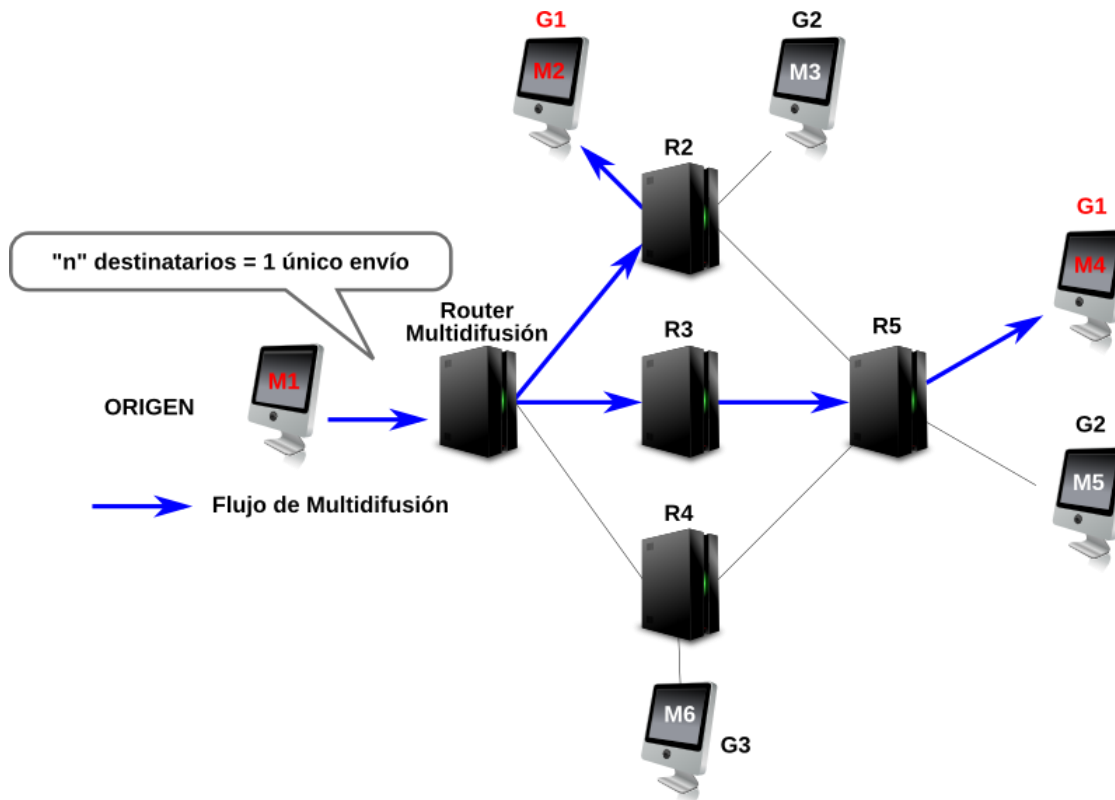 G1
G2
M2
M3
R2
G1
"n" destinatarios = 1 único envío
M4
Router
Multidifusión
R3
R5
M1
ORIGEN
G2
M5
Flujo de Multidifusión
R4
M6
G3